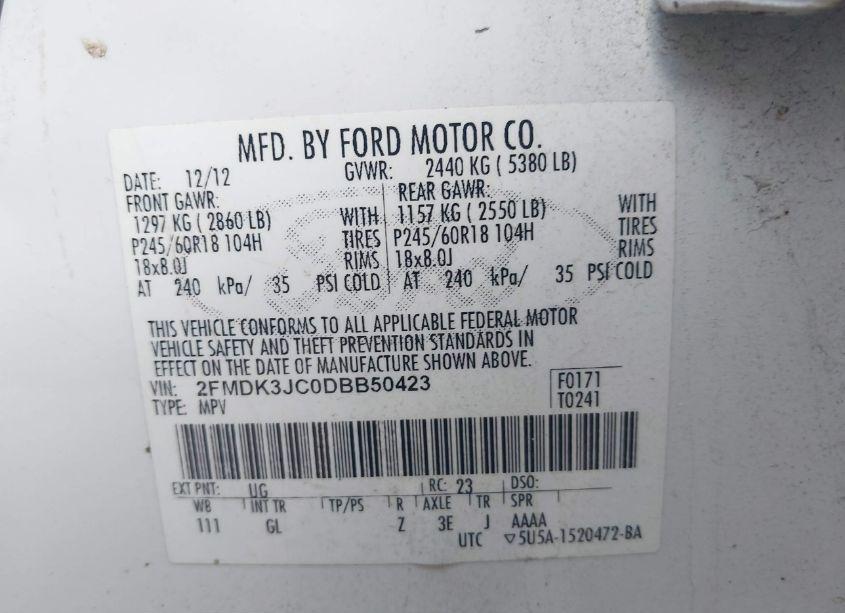 MFD. BY FORD MOTOR CO.
DATE: 12/12 GVWR: 2440 KG ( 5380 LB)
FRONT GAWR: REAR GAWR:
1297 KG ( 2860 LB) WITH 1157 KG ( 2550 LB) WITH
P245/60R18 104H TIRES P245/60R18 104H TIRES
18x8.0J RIMS 18x8.0J RIMS
AT 240 kPa/ 35 PSI COLD AT 240 kPa/ 35 PSI COLD
THIS VEHICLE CONFORMS TO ALL APPLICABLE FEDERAL MOTOR
VEHICLE SAFETY AND THEFT PREVENTION STANDARDS IN
EFFECT ON THE DATE OF MANUFACTURE SHOWN ABOVE.
VIN: 2FMDK3JC0DBB50423 F0171
TYPE: MPV T0241
EXT PNT: UG RC: 23 DSO:
WB INT TR TP/PS R AXLE TR SPR
111 GL Z 3E J AAAA
UTC ▽5U5A-1520472-BA